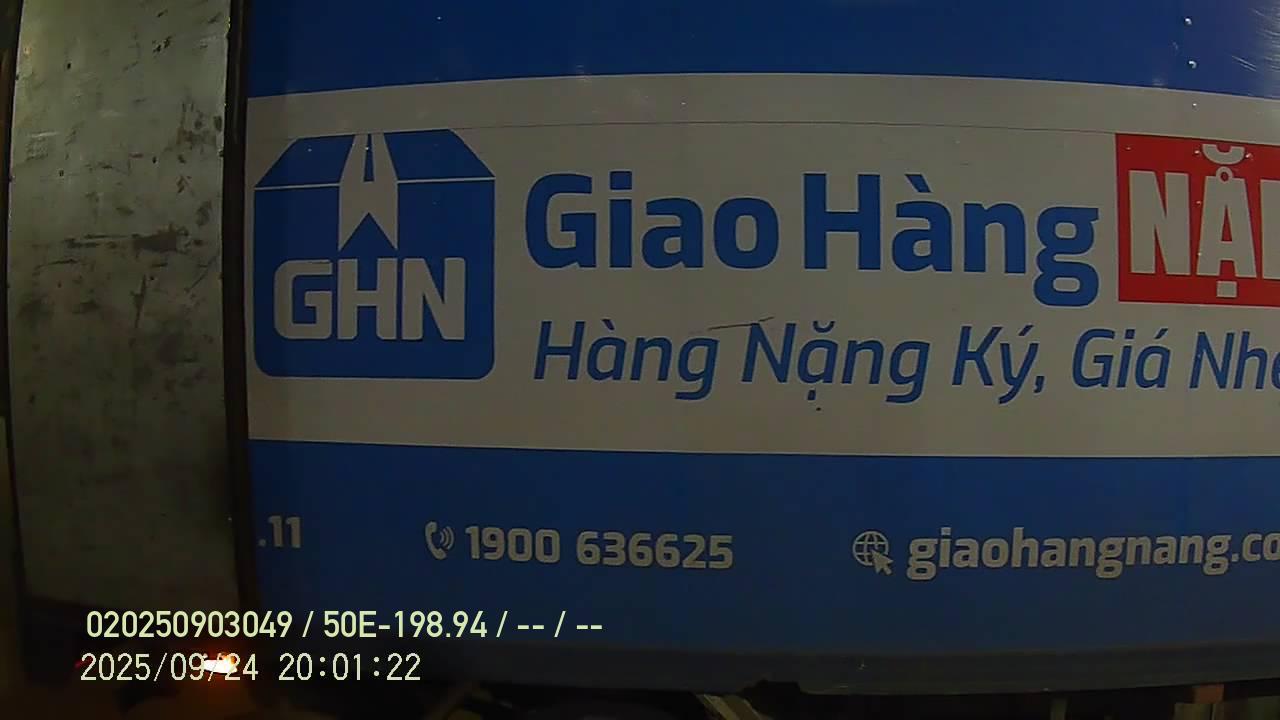 GHN
Giao Hàng
Hàng Nặng Ký, Giá
.11
1900 636625
020250903049 / 50E-198.94 / -- / --
2025/09/24 20:01:22